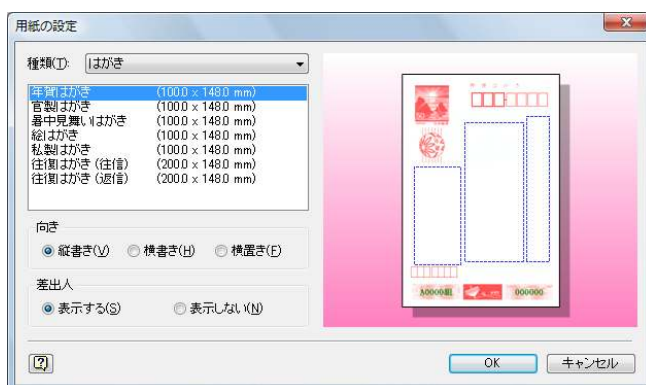 用紙の設定
種類(T): はがき
年賀はがき (100.0 x 148.0 mm)
官製はがき (100.0 x 148.0 mm)
暑中見舞いはがき (100.0 x 148.0 mm)
絵はがき (100.0 x 148.0 mm)
私製はがき (100.0 x 148.0 mm)
往復はがき (往信) (200.0 x 148.0 mm)
往復はがき (返信) (200.0 x 148.0 mm)
向き
縦書き(V) 横書き(H) 横置き(F)
差出人
表示する(S) 表示しない(N)
000000
OK キャンセル